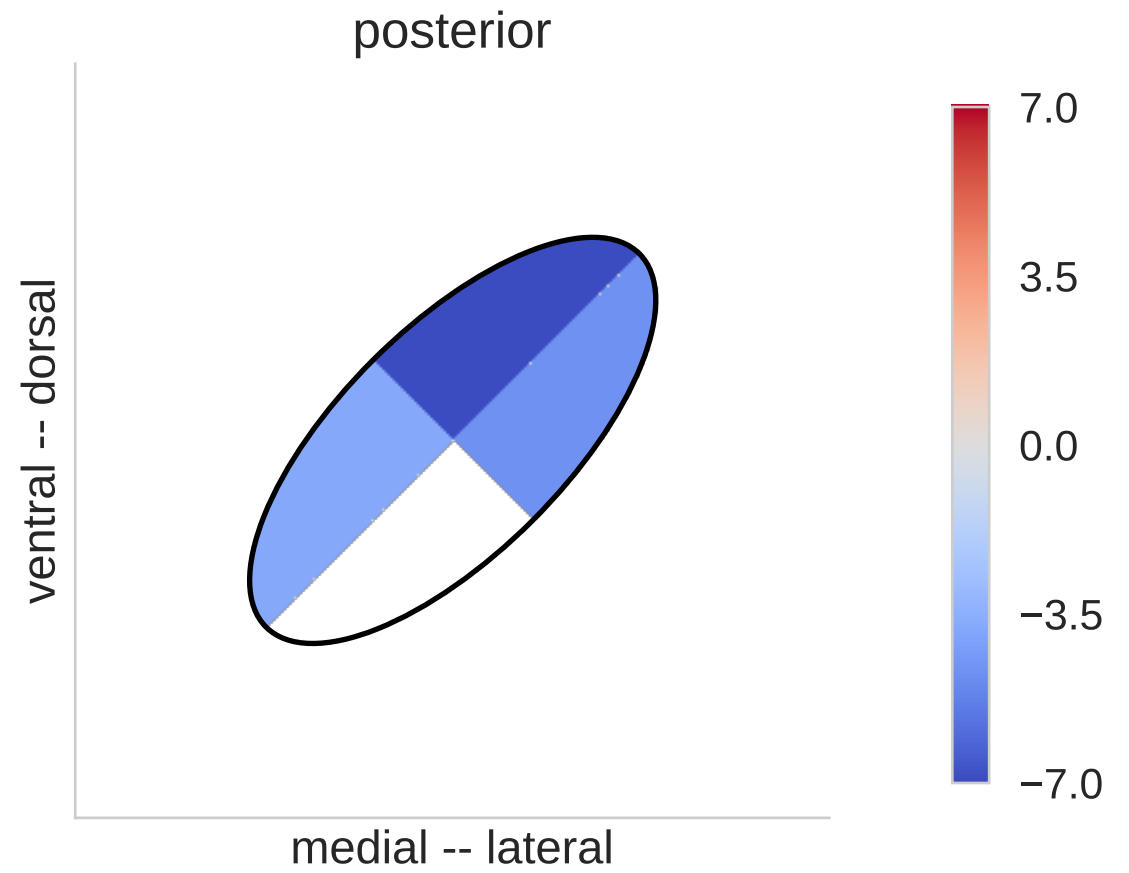 posterior
ventral -- dorsal
medial -- lateral
7.0
3.5
0.0
−3.5
−7.0